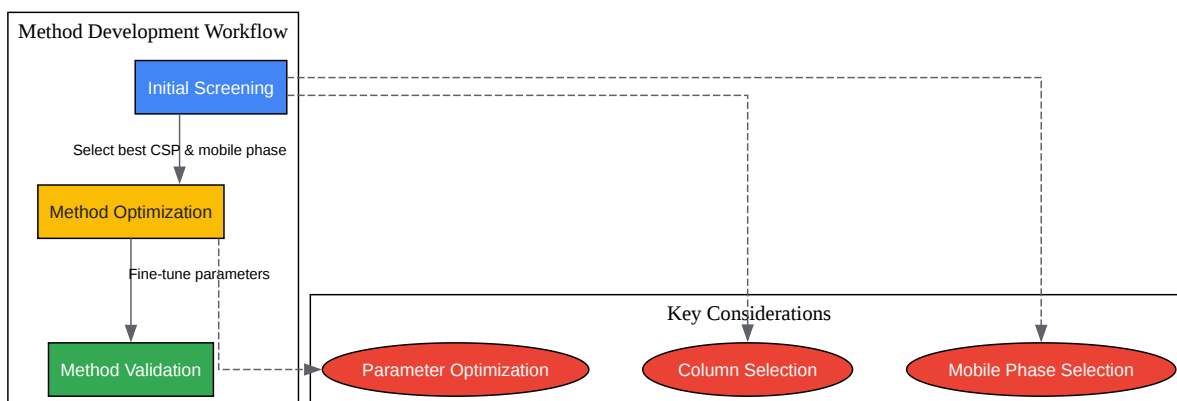 Method Development Workflow
Initial Screening
Select best CSP & mobile phase
Method Optimization
Fine-tune parameters
Key Considerations
Method Validation
Parameter Optimization
Column Selection
Mobile Phase Selection